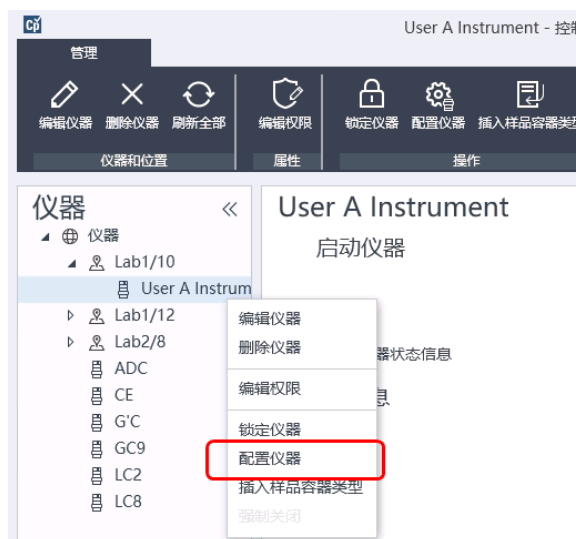 Cp
User A Instrument - 控制
管理
编辑仪器 删除仪器 刷新全部 编辑权限 锁定仪器 配置仪器 插入样品容器类型
仪器和位置 属性 操作
仪器 «
User A Instrument
仪器
启动仪器
Lab1/10
User A Instrum
Lab1/12
编辑仪器
Lab2/8
删除仪器
器状态信息
ADC
CE
编辑权限
息
G'C
锁定仪器
GC9
配置仪器
LC2
插入样品容器类型
LC8
强制关闭